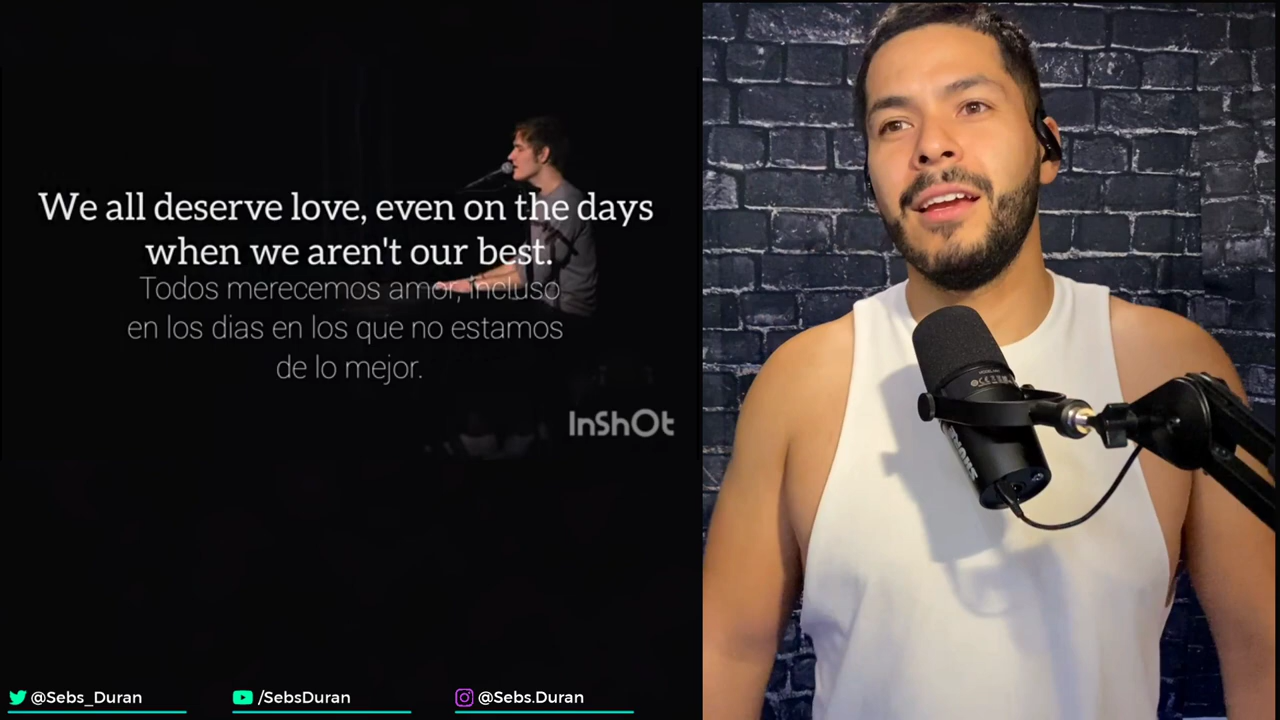 We all deserve love, even on the days
when we aren't our best.
Todos merecemos amor, incluso
en los dias en los que no estamos
de lo mejor.
InShOt
SHURE
@Sebs_Duran
/SebsDuran
@Sebs.Duran